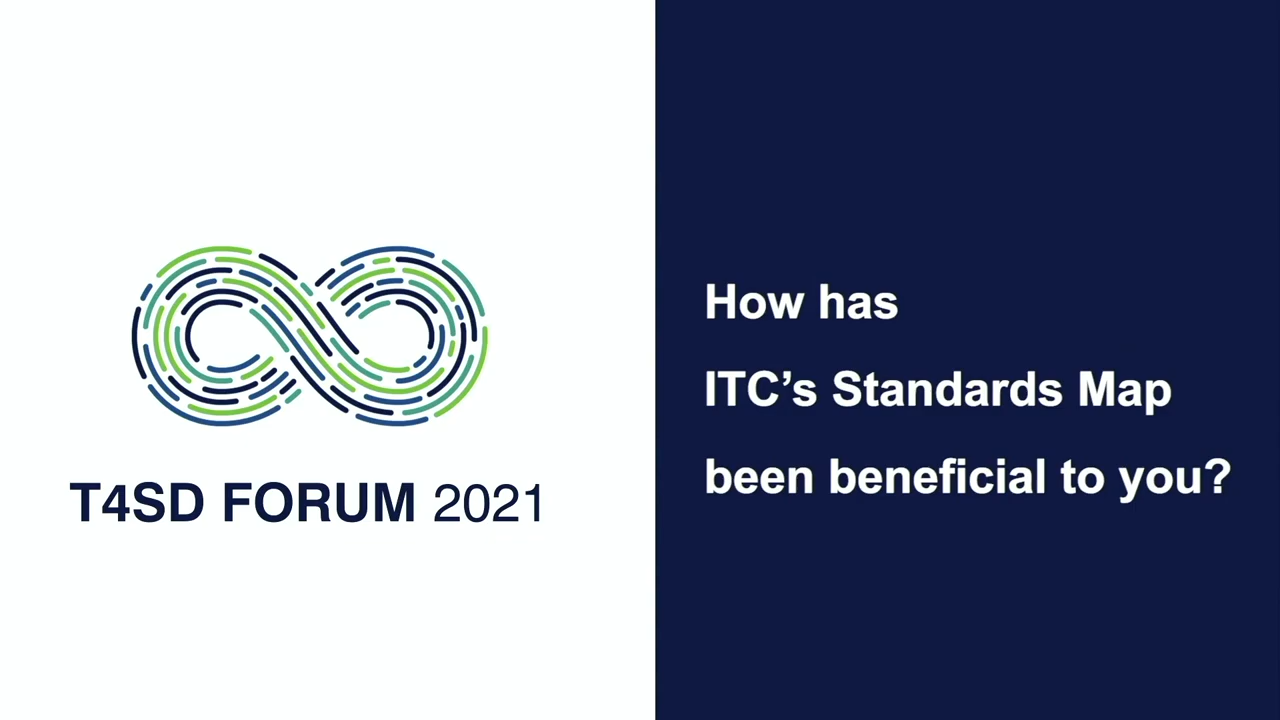 T4SD FORUM 2021
How has
ITC’s Standards Map
been beneficial to you?